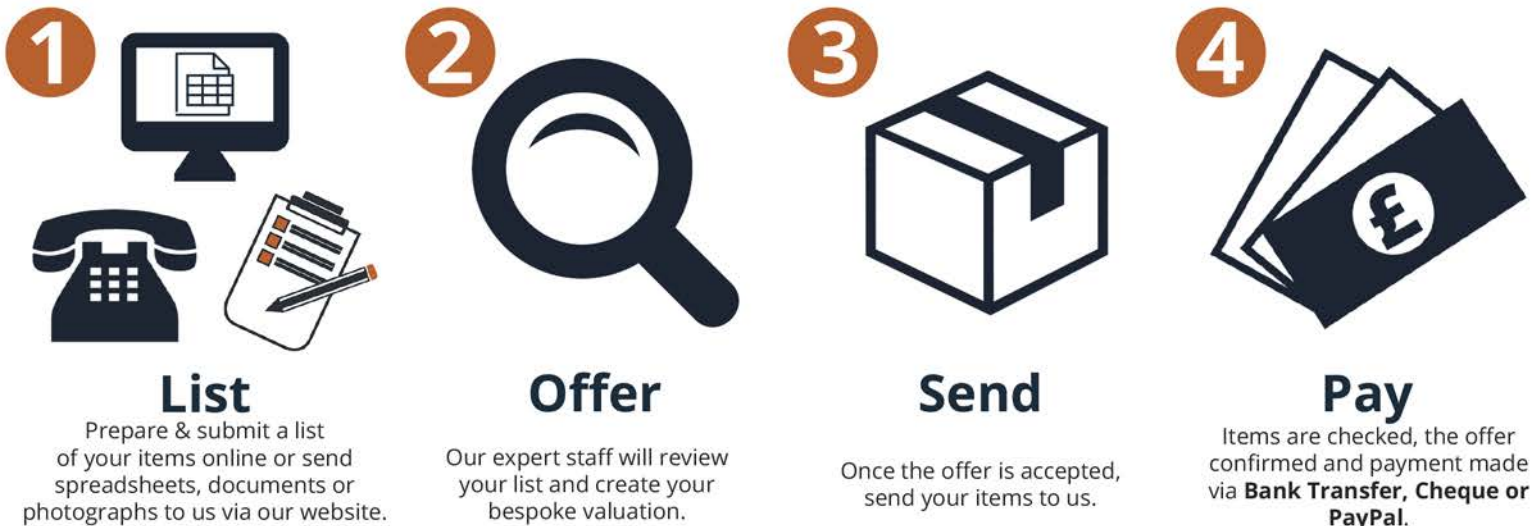 1
List
Prepare & submit a list
of your items online or send
spreadsheets, documents or
photographs to us via our website.
2
Offer
Our expert staff will review
your list and create your
bespoke valuation.
3
Send
Once the offer is accepted,
send your items to us.
4
£
Pay
Items are checked, the offer
confirmed and payment made
via Bank Transfer, Cheque or
PayPal.